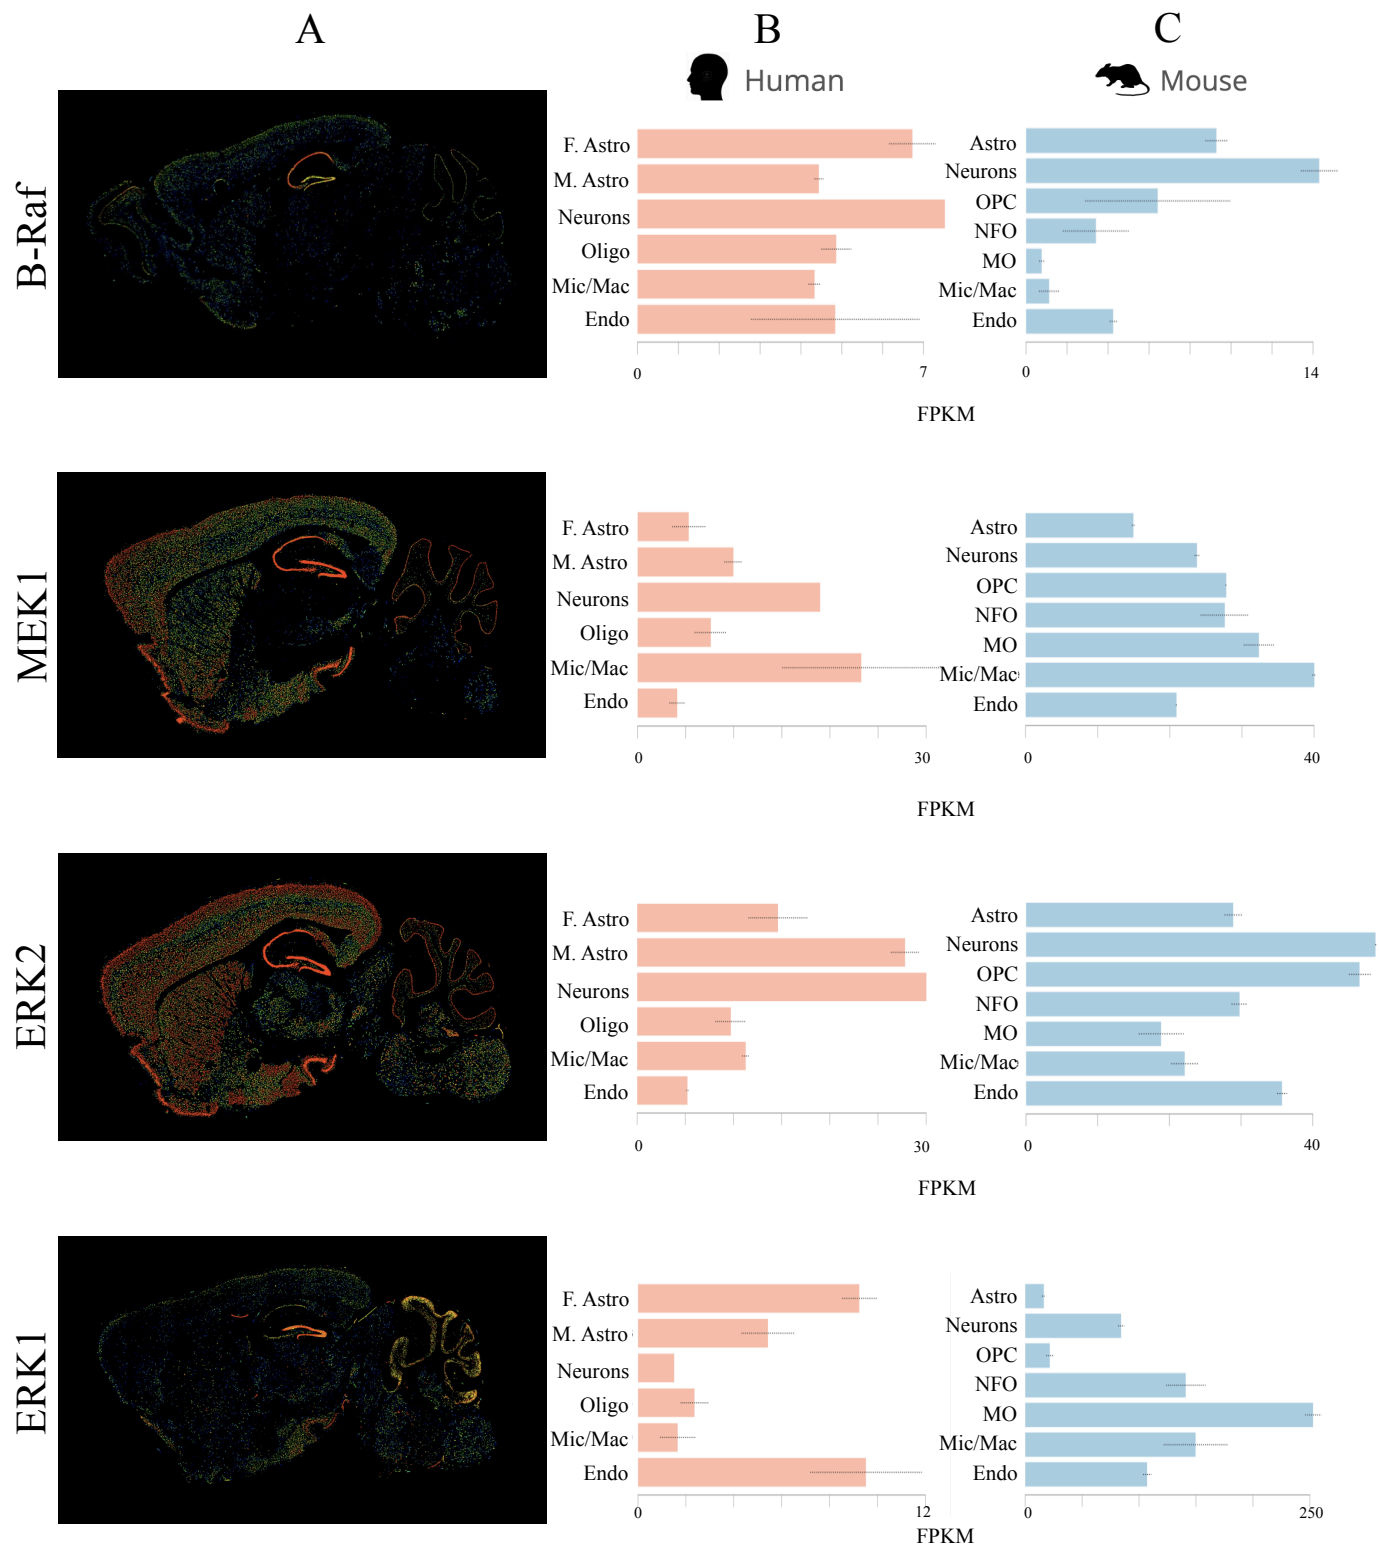 A
B
C
Human
Mouse
B-Raf
F. Astro
M. Astro
Neurons
Oligo
Mic/Mac
Endo
0
7
Astro
Neurons
OPC
NFO
MO
Mic/Mac
Endo
0
14
FPKM
MEK1
F. Astro
M. Astro
Neurons
Oligo
Mic/Mac
Endo
0
30
Astro
Neurons
OPC
NFO
MO
Mic/Mac
Endo
0
40
FPKM
ERK2
F. Astro
M. Astro
Neurons
Oligo
Mic/Mac
Endo
0
30
Astro
Neurons
OPC
NFO
MO
Mic/Mac
Endo
0
40
FPKM
ERK1
F. Astro
M. Astro
Neurons
Oligo
Mic/Mac
Endo
0
12
Astro
Neurons
OPC
NFO
MO
Mic/Mac
Endo
0
250
FPKM